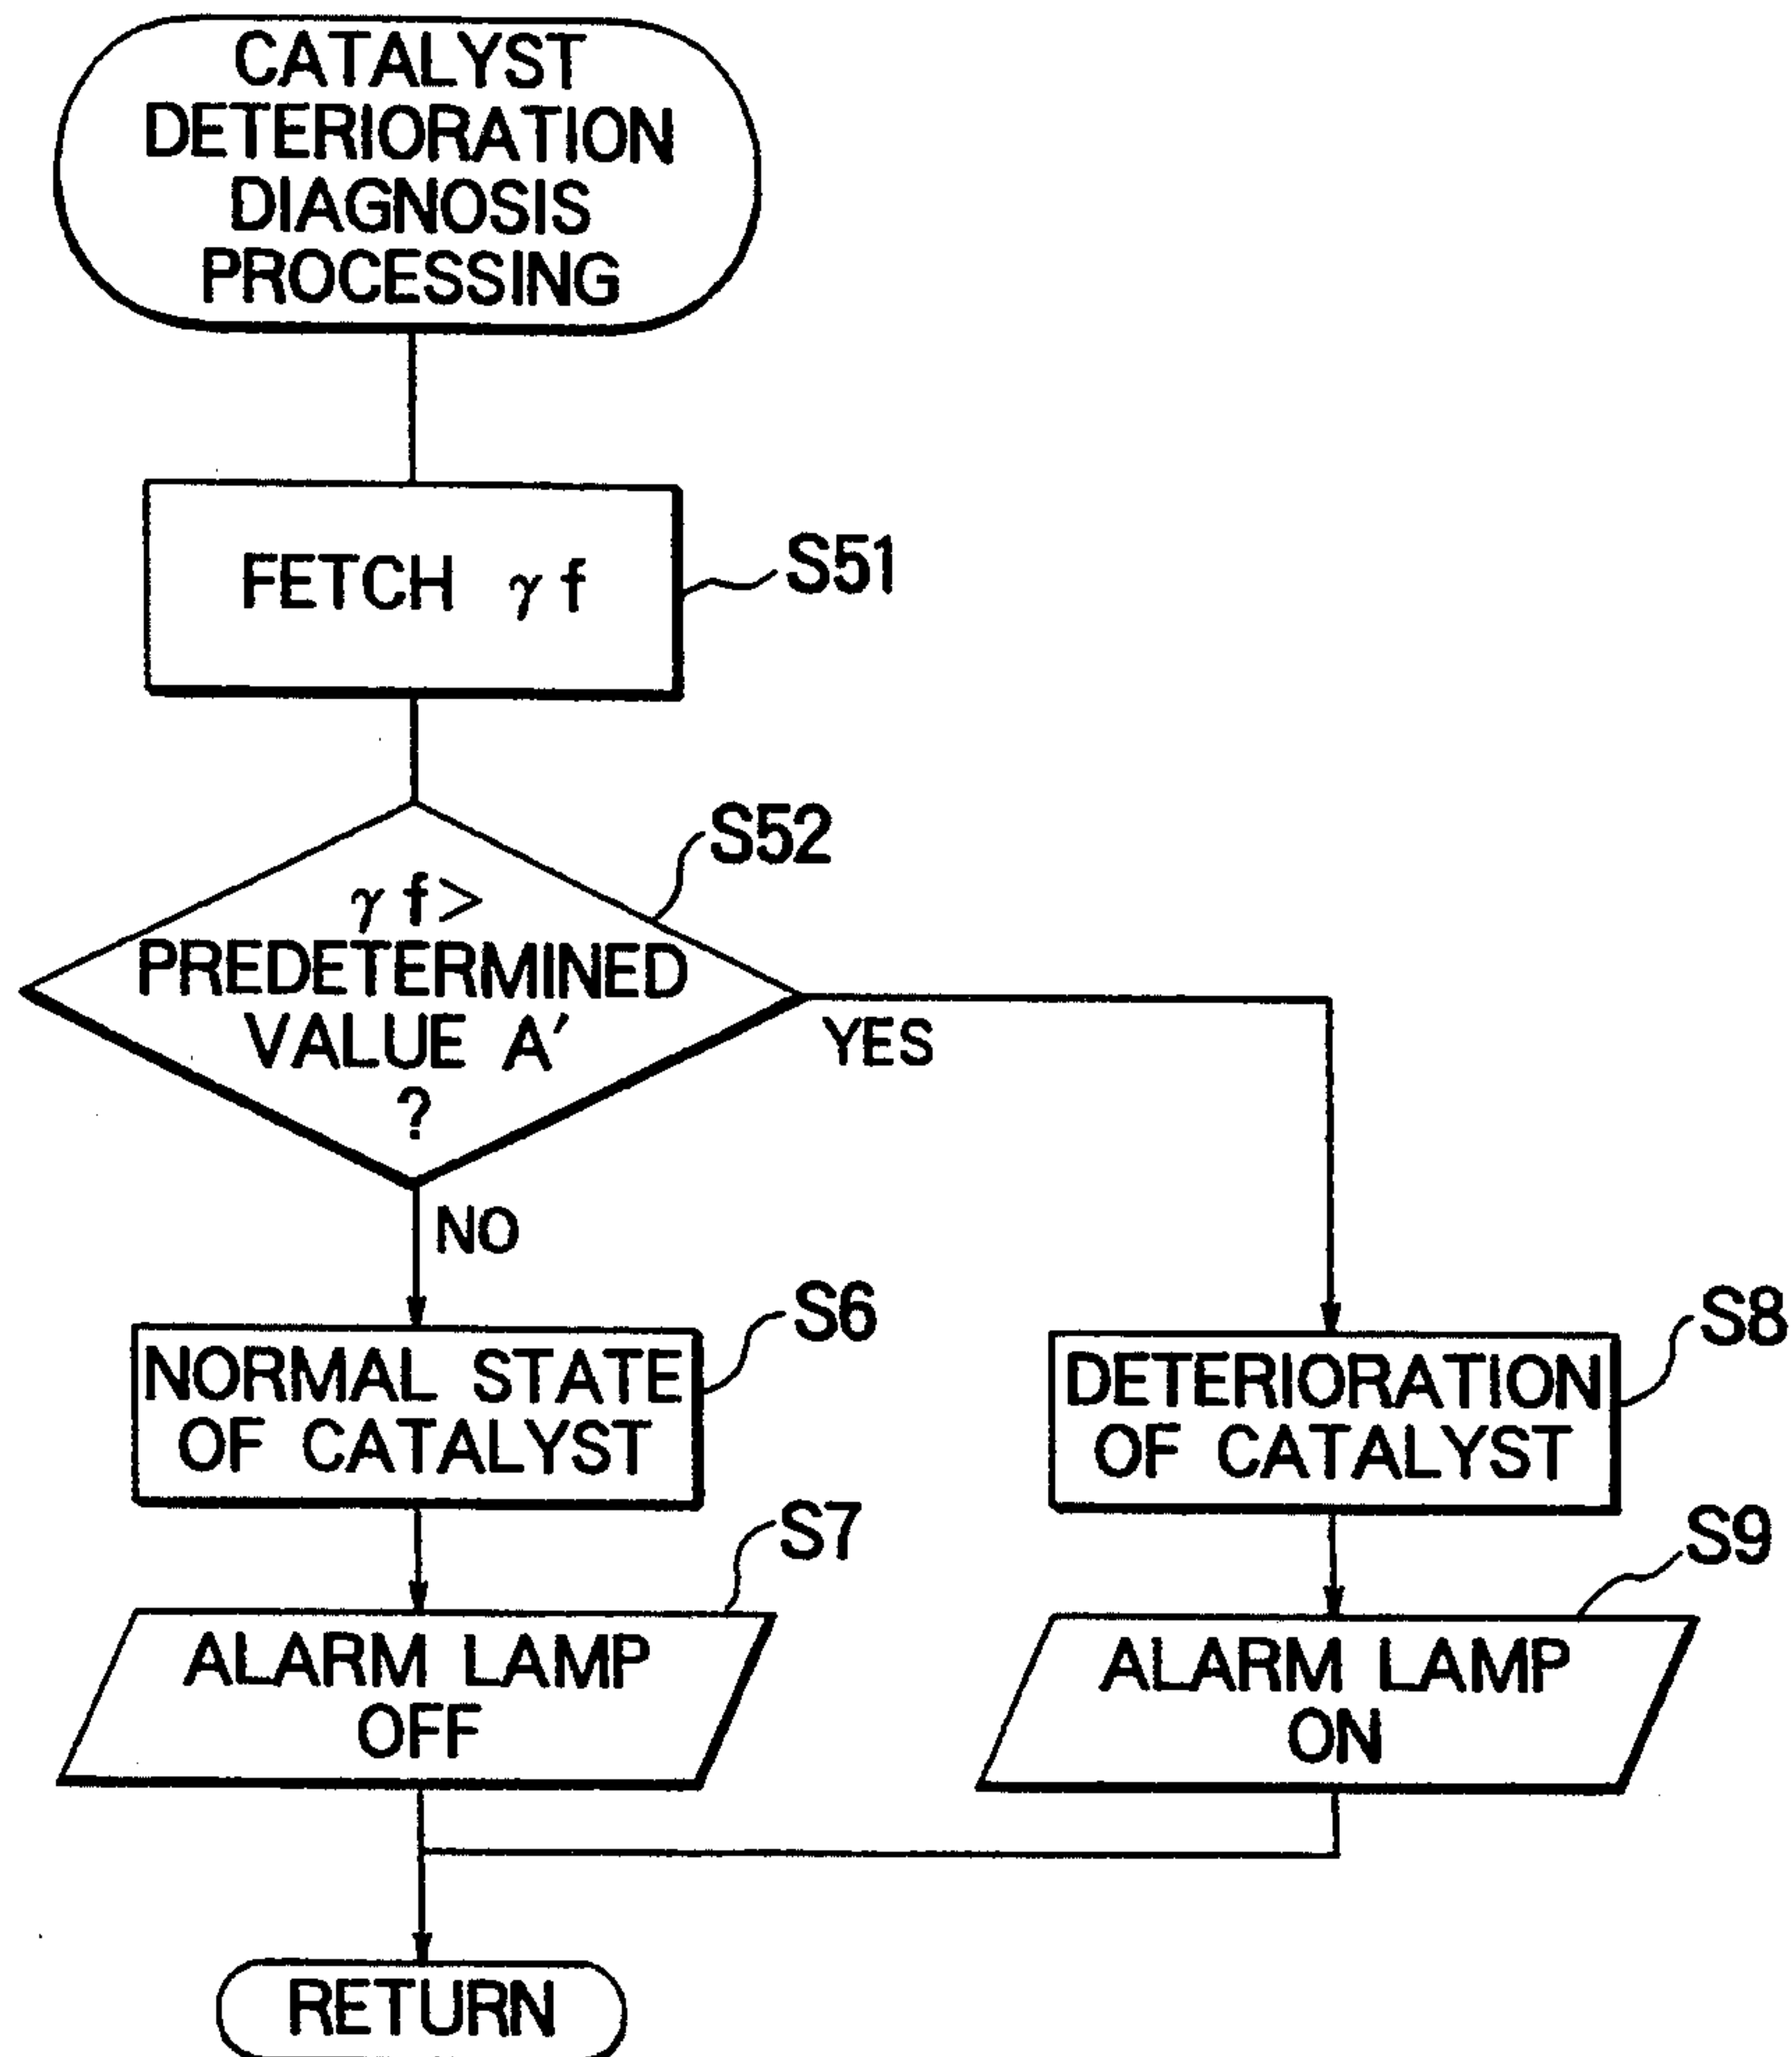 CATALYST
DETERIORATION
DIAGNOSIS
PROCESSING
FETCH γf
S51
S52
γf>
PREDETERMINED
VALUE A′
?
YES
NO
S6
NORMAL STATE
OF CATALYST
S8
DETERIORATION
OF CATALYST
S7
ALARM LAMP
OFF
S9
ALARM LAMP
ON
RETURN